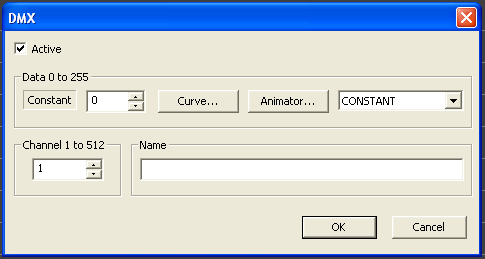 DMX
Active
Data 0 to 255
Constant 0 Curve... Animator... CONSTANT
Channel 1 to 512 Name
1
OK Cancel